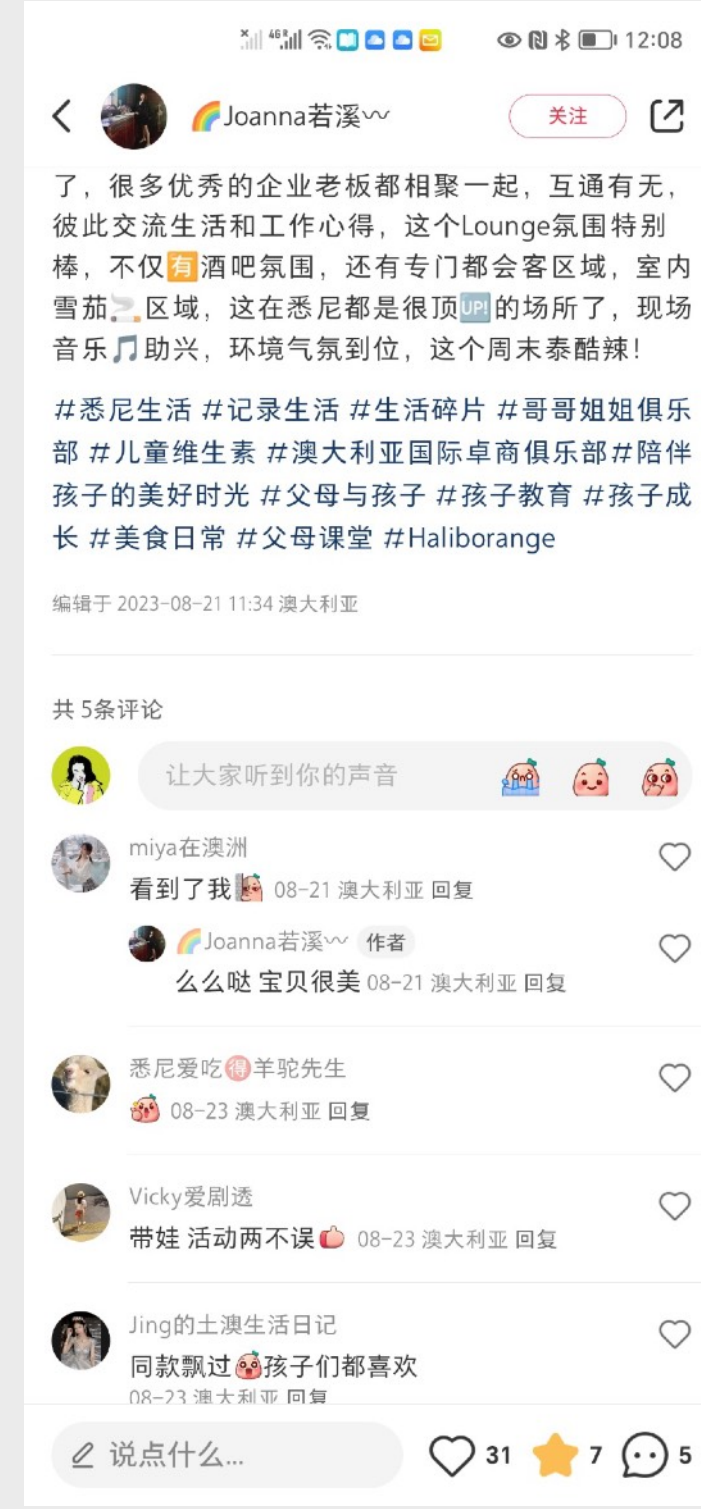 12:08
Joanna若溪〰 关注
了，很多优秀的企业老板都相聚一起，互通有无，
彼此交流生活和工作心得，这个Lounge氛围特别
棒，不仅🈶酒吧氛围，还有专门都会客区域，室内
雪茄🚬区域，这在悉尼都是很顶🆙的场所了，现场
音乐🎵助兴，环境气氛到位，这个周末泰酷辣！
#悉尼生活 #记录生活 #生活碎片 #哥哥姐姐俱乐
部 #儿童维生素 #澳大利亚国际卓商俱乐部#陪伴
孩子的美好时光 #父母与孩子 #孩子教育 #孩子成
长 #美食日常 #父母课堂 #Haliborange
编辑于 2023-08-21 11:34 澳大利亚
共 5条评论
让大家听到你的声音
miya在澳洲
看到了我 08-21 澳大利亚 回复
Joanna若溪〰 作者
么么哒 宝贝很美 08-21 澳大利亚 回复
悉尼爱吃🉐羊驼先生
08-23 澳大利亚 回复
Vicky爱剧透
带娃 活动两不误👍 08-23 澳大利亚 回复
Jing的土澳生活日记
同款飘过孩子们都喜欢
08-23 澳大利亚 回复
说点什么... 31 7 5